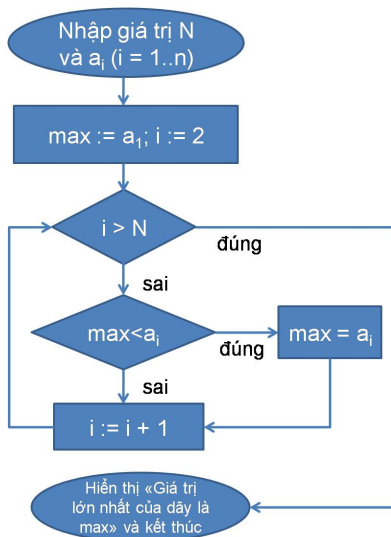 Nhập giá trị N
và aᵢ (i = 1..n)
max := a₁; i := 2
i > N
đúng
sai
max<aᵢ
đúng
max = aᵢ
sai
i := i + 1
Hiển thị «Giá trị
lớn nhất của dãy là
max» và kết thúc